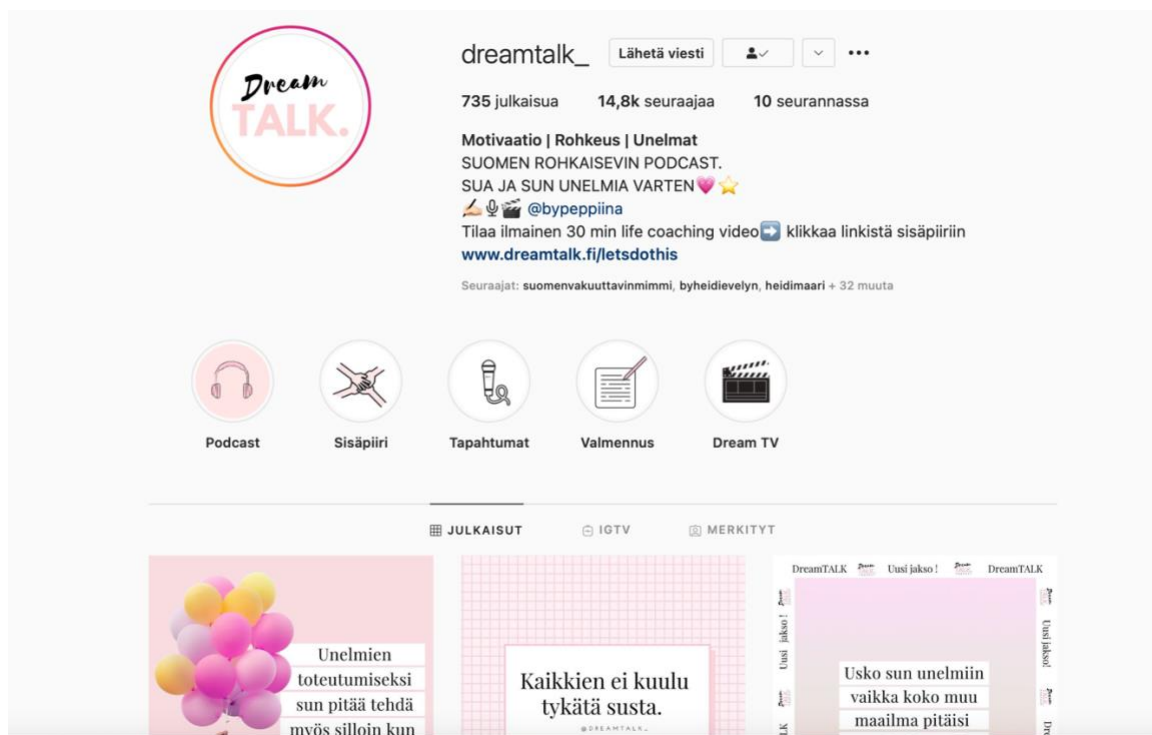 Dream
TALK.
dreamtalk_ Lähetä viesti
735 julkaisua 14,8k seuraajaa 10 seurannassa
Motivaatio | Rohkeus | Unelmat
SUOMEN ROHKAISEVIN PODCAST.
SUA JA SUN UNELMIA VARTEN💗⭐
✍🏻🎙️🎬 @bypeppiina
Tilaa ilmainen 30 min life coaching video➡️ klikkaa linkistä sisäpiiriin
www.dreamtalk.fi/letsdothis
Seuraajat: suomenvakuuttavinmimmi, byheidievelyn, heidimaari + 32 muuta
Podcast Sisäpiiri Tapahtumat Valmennus Dream TV
JULKAISUT IGTV MERKITYT
Unelmien
toteutumiseksi
sun pitää tehdä
myös silloin kun
Kaikkien ei kuulu
tykätä susta.
@DREAMTALK_
DreamTALK Dream TALK. Uusi jakso ! Dream TALK. DreamTALK
Uusi jakso !
Uusi jakso!
Usko sun unelmiin
vaikka koko muu
maailma pitäisi